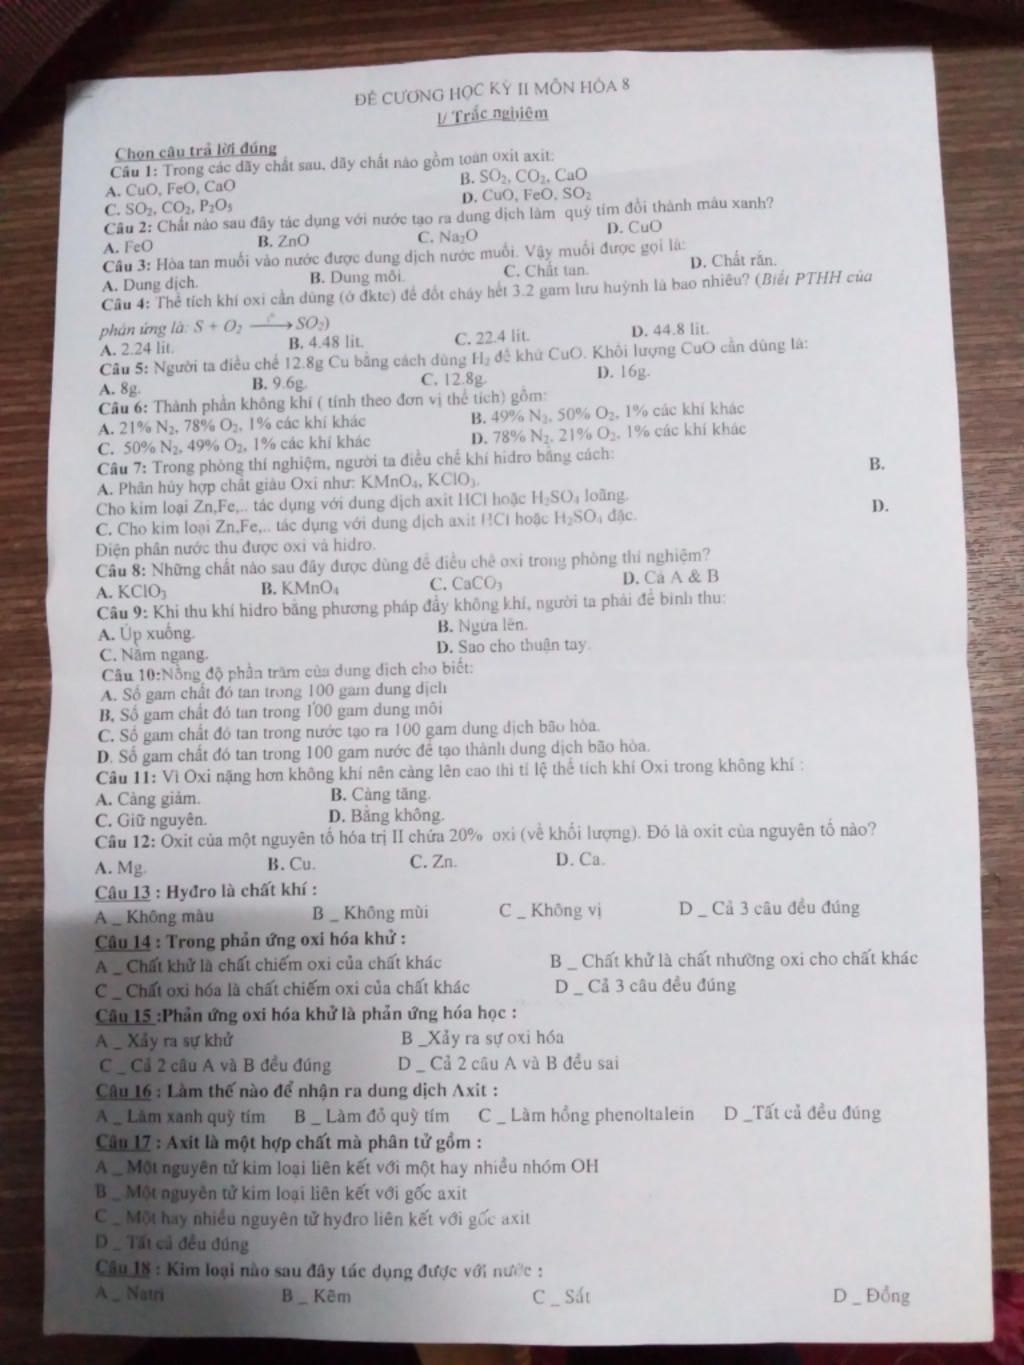 ĐỀ CƯƠNG HỌC KỲ II MÔN HÓA 8
I/ Trắc nghiệm
Chọn câu trả lời đúng
Câu 1: Trong các dãy chất sau, dãy chất nào gồm toàn oxit axit:
A. CuO, FeO, CaO B. SO₂, CO₂, CaO
C. SO₂, CO₂, P₂O₅ D. CuO, FeO, SO₂
Câu 2: Chất nào sau đây tác dụng với nước tạo ra dung dịch làm quỳ tím đổi thành màu xanh?
A. FeO B. ZnO C. Na₂O D. CuO
Câu 3: Hòa tan muối vào nước được dung dịch nước muối. Vậy muối được gọi là:
A. Dung dịch. B. Dung môi. C. Chất tan. D. Chất rắn.
Câu 4: Thể tích khí oxi cần dùng (ở đktc) để đốt cháy hết 3.2 gam lưu huỳnh là bao nhiêu? (Biết PTHH của
phản ứng là: S + O₂ —t°→ SO₂)
A. 2.24 lit. B. 4.48 lit. C. 22.4 lit. D. 44.8 lit.
Câu 5: Người ta điều chế 12.8g Cu bằng cách dùng H₂ để khử CuO. Khối lượng CuO cần dùng là:
A. 8g. B. 9.6g. C. 12.8g. D. 16g.
Câu 6: Thành phần không khí ( tính theo đơn vị thể tích) gồm:
A. 21% N₂, 78% O₂, 1% các khí khác B. 49% N₂, 50% O₂, 1% các khí khác
C. 50% N₂, 49% O₂, 1% các khí khác D. 78% N₂, 21% O₂, 1% các khí khác
Câu 7: Trong phòng thí nghiệm, người ta điều chế khí hidro bằng cách:
A. Phân hủy hợp chất giàu Oxi như: KMnO₄, KClO₃. B.
Cho kim loại Zn,Fe,.. tác dụng với dung dịch axit HCl hoặc H₂SO₄ loãng.
C. Cho kim loại Zn,Fe,.. tác dụng với dung dịch axit HCl hoặc H₂SO₄ đặc. D.
Điện phân nước thu được oxi và hidro.
Câu 8: Những chất nào sau đây được dùng để điều chê oxi trong phòng thí nghiệm?
A. KClO₃ B. KMnO₄ C. CaCO₃ D. Cả A & B
Câu 9: Khi thu khí hidro bằng phương pháp đẩy không khí, người ta phải để bình thu:
A. Úp xuống. B. Ngửa lên.
C. Nằm ngang. D. Sao cho thuận tay.
Câu 10:Nồng độ phần trăm của dung dịch cho biết:
A. Số gam chất đó tan trong 100 gam dung dịch
B. Số gam chất đó tan trong 100 gam dung môi
C. Số gam chất đó tan trong nước tạo ra 100 gam dung dịch bão hòa.
D. Số gam chất đó tan trong 100 gam nước để tạo thành dung dịch bão hòa.
Câu 11: Vì Oxi nặng hơn không khí nên càng lên cao thì tỉ lệ thể tích khí Oxi trong không khí :
A. Càng giảm. B. Càng tăng.
C. Giữ nguyên. D. Bằng không.
Câu 12: Oxit của một nguyên tố hóa trị II chứa 20% oxi (về khối lượng). Đó là oxit của nguyên tố nào?
A. Mg. B. Cu. C. Zn. D. Ca.
Câu 13 : Hyđro là chất khí :
A _ Không màu B _ Không mùi C _ Không vị D _ Cả 3 câu đều đúng
Câu 14 : Trong phản ứng oxi hóa khử :
A _ Chất khử là chất chiếm oxi của chất khác B _ Chất khử là chất nhường oxi cho chất khác
C _ Chất oxi hóa là chất chiếm oxi của chất khác D _ Cả 3 câu đều đúng
Câu 15 :Phản ứng oxi hóa khử là phản ứng hóa học :
A _ Xảy ra sự khử B _Xảy ra sự oxi hóa
C _ Cả 2 câu A và B đều đúng D _ Cả 2 câu A và B đều sai
Câu 16 : Làm thế nào để nhận ra dung dịch Axit :
A _ Làm xanh quỳ tím B _ Làm đỏ quỳ tím C _ Làm hồng phenoltalein D _Tất cả đều đúng
Câu 17 : Axit là một hợp chất mà phân tử gồm :
A _ Một nguyên tử kim loại liên kết với một hay nhiều nhóm OH
B _ Một nguyên tử kim loại liên kết với gốc axit
C _ Một hay nhiều nguyên tử hyđro liên kết với gốc axit
D _ Tất cả đều đúng
Câu 18 : Kim loại nào sau đây tác dụng được với nước :
A _ Natri B _ Kẽm C _ Sắt D _ Đồng